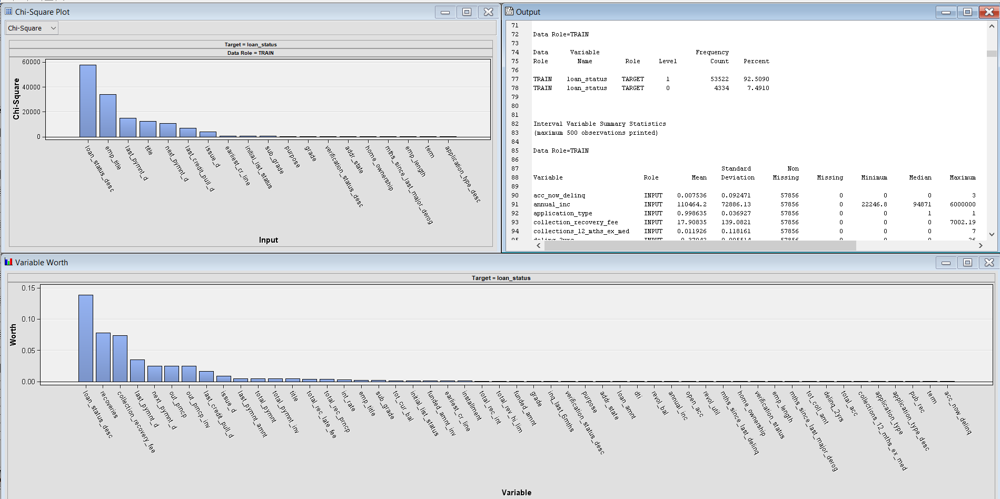 Chi-Square Plot
Chi-Square
Target = loan_status
Data Role = TRAIN
Chi-Square
60000
40000
20000
0
loan_status_desc
emp_title
last_pymnt_d
title
next_pymnt_d
last_credit_pull_d
issue_d
earliest_cr_line
initial_list_status
sub_grade
purpose
grade
verification_status_desc
addr_state
home_ownership
mths_since_last_major_derog
emp_length
term
application_type_desc
Input
Output
71
72 Data Role=TRAIN
73
74 Data Variable Frequency
75 Role Name Role Level Count Percent
76
77 TRAIN loan_status TARGET 1 53522 92.5090
78 TRAIN loan_status TARGET 0 4334 7.4910
79
80
81
82 Interval Variable Summary Statistics
83 (maximum 500 observations printed)
84
85 Data Role=TRAIN
86
87 Standard Non
88 Variable Role Mean Deviation Missing Missing Minimum Median Maximum
89
90 acc_now_delinq INPUT 0.007536 0.092471 57856 0 0 0 3
91 annual_inc INPUT 110464.2 72886.13 57856 0 22246.8 94871 6000000
92 application_type INPUT 0.998635 0.036927 57856 0 0 1 1
93 collection_recovery_fee INPUT 17.90835 139.0821 57856 0 0 0 7002.19
94 collections_12_mths_ex_med INPUT 0.011926 0.118161 57856 0 0 0 7
Variable Worth
Target = loan_status
Worth
0.15
0.10
0.05
0.00
loan_status_desc
recoveries
collection_recovery_fee
last_pymnt_d
next_pymnt_d
out_prncp
out_prncp_inv
last_credit_pull_d
issue_d
last_pymnt_amnt
total_pymnt
total_pymnt_inv
title
total_rec_late_fee
total_rec_prncp
int_rate
emp_title
sub_grade
tot_cur_bal
initial_list_status
funded_amnt_inv
earliest_cr_line
installment
total_rec_int
total_rev_hi_lim
funded_amnt
grade
inq_last_6mths
verification_status_desc
purpose
addr_state
loan_amnt
dti
revol_bal
annual_inc
open_acc
revol_util
mths_since_last_delinq
home_ownership
verification_status
emp_length
mths_since_last_major_derog
tot_coll_amt
delinq_2yrs
total_acc
collections_12_mths_ex_med
application_type
application_type_desc
pub_rec
term
acc_now_delinq
Variable